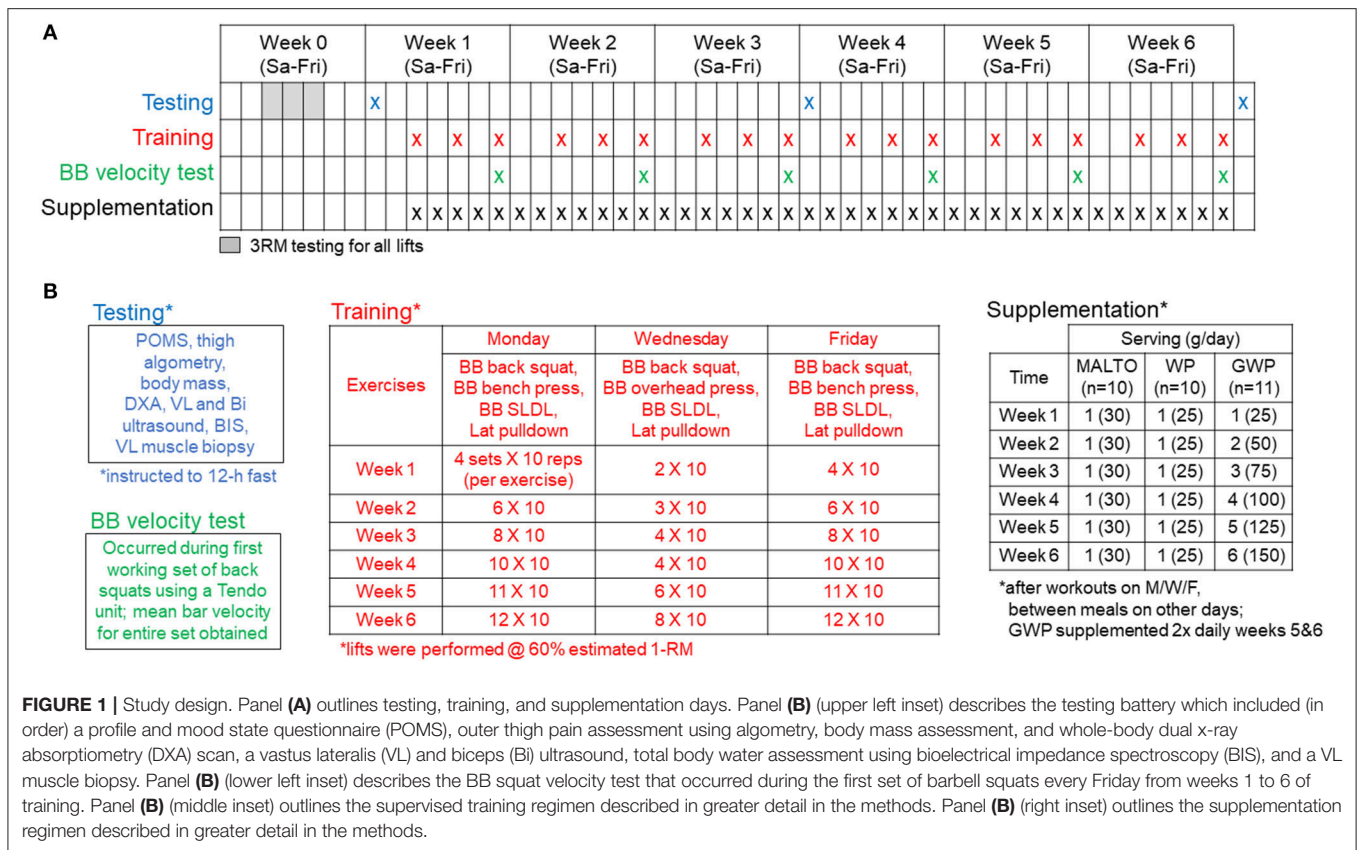 A
Week 0 Week 1 Week 2 Week 3 Week 4 Week 5 Week 6
(Sa-Fri) (Sa-Fri) (Sa-Fri) (Sa-Fri) (Sa-Fri) (Sa-Fri) (Sa-Fri)
Testing X X X
Training X X X X X X X X X X X X X X X X X X
BB velocity test X X X X X X
Supplementation X X X X X X X X X X X X X X X X X X X X X X X X X X X X X X X X X X X X X X X X
3RM testing for all lifts
B
Testing*
POMS, thigh
algometry,
body mass,
DXA, VL and Bi
ultrasound, BIS,
VL muscle biopsy
*instructed to 12-h fast
BB velocity test
Occurred during first
working set of back
squats using a Tendo
unit; mean bar velocity
for entire set obtained
Training*
Exercises Monday Wednesday Friday
BB back squat, BB back squat, BB back squat,
BB bench press, BB overhead press, BB bench press,
BB SLDL, BB SLDL, BB SLDL,
Lat pulldown Lat pulldown Lat pulldown
Week 1 4 sets X 10 reps (per exercise) 2 X 10 4 X 10
Week 2 6 X 10 3 X 10 6 X 10
Week 3 8 X 10 4 X 10 8 X 10
Week 4 10 X 10 4 X 10 10 X 10
Week 5 11 X 10 6 X 10 11 X 10
Week 6 12 X 10 8 X 10 12 X 10
*lifts were performed @ 60% estimated 1-RM
Supplementation*
Serving (g/day)
Time MALTO WP GWP
(n=10) (n=10) (n=11)
Week 1 1 (30) 1 (25) 1 (25)
Week 2 1 (30) 1 (25) 2 (50)
Week 3 1 (30) 1 (25) 3 (75)
Week 4 1 (30) 1 (25) 4 (100)
Week 5 1 (30) 1 (25) 5 (125)
Week 6 1 (30) 1 (25) 6 (150)
*after workouts on M/W/F,
between meals on other days;
GWP supplemented 2x daily weeks 5&6
FIGURE 1 | Study design. Panel (A) outlines testing, training, and supplementation days. Panel (B) (upper left inset) describes the testing battery which included (in
order) a profile and mood state questionnaire (POMS), outer thigh pain assessment using algometry, body mass assessment, and whole-body dual x-ray
absorptiometry (DXA) scan, a vastus lateralis (VL) and biceps (Bi) ultrasound, total body water assessment using bioelectrical impedance spectroscopy (BIS), and a VL
muscle biopsy. Panel (B) (lower left inset) describes the BB squat velocity test that occurred during the first set of barbell squats every Friday from weeks 1 to 6 of
training. Panel (B) (middle inset) outlines the supervised training regimen described in greater detail in the methods. Panel (B) (right inset) outlines the supplementation
regimen described in greater detail in the methods.